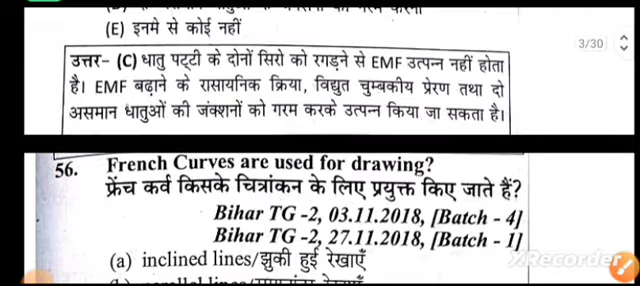 (E) इनमे से कोई नहीं
3/30
उत्तर– (C) धातु पट्टी के दोनों सिरो को रगड़ने से EMF उत्पन्न नहीं होता
है। EMF बढ़ाने के रासायनिक क्रिया, विद्युत चुम्बकीय प्रेरण तथा दो
असमान धातुओं की जंक्शनों को गरम करके उत्पन्न किया जा सकता है।
56. French Curves are used for drawing?
फ्रेंच कर्व किसके चित्रांकन के लिए प्रयुक्त किए जाते हैं?
Bihar TG -2, 03.11.2018, [Batch - 4]
Bihar TG -2, 27.11.2018, [Batch - 1]
XRecorder
(a) inclined lines/झुकी हुई रेखाएँ